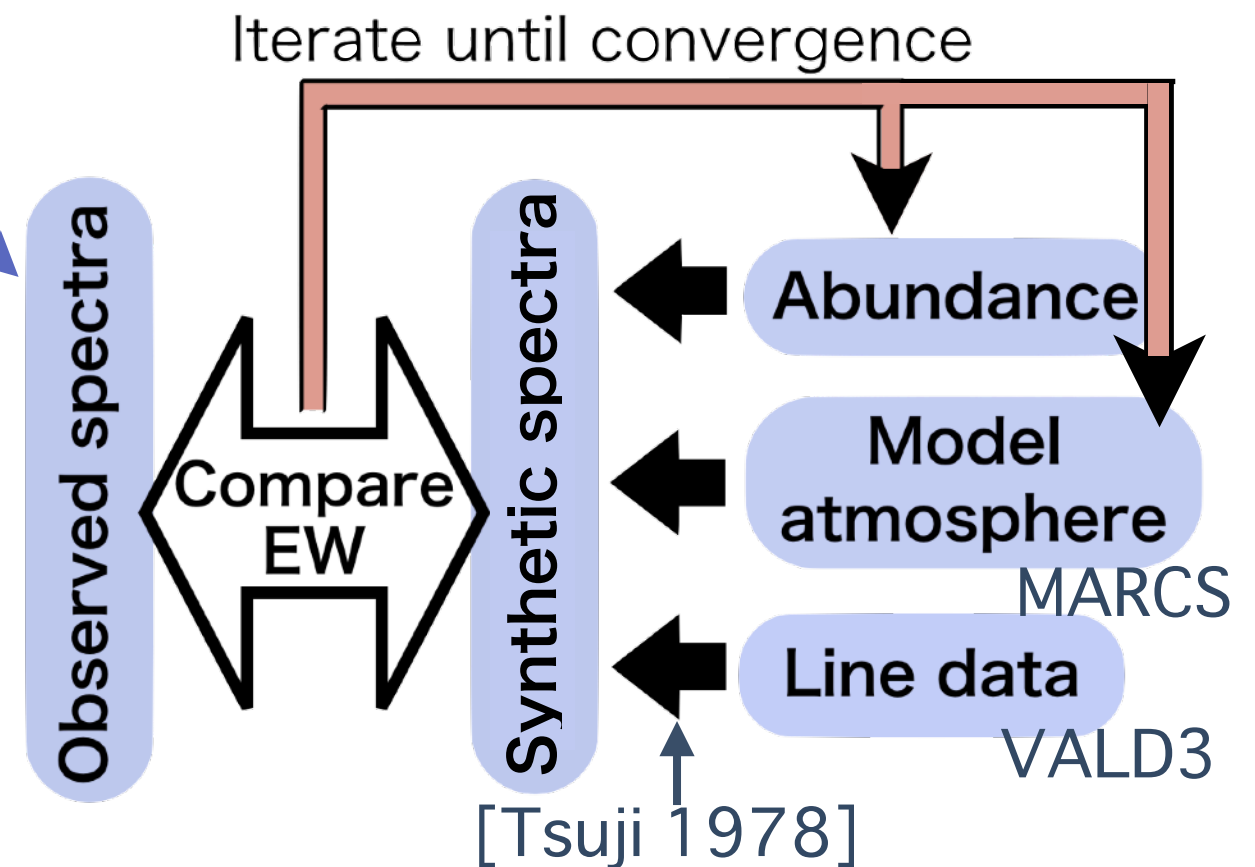 Iterate until convergence
Observed spectra
Compare
EW
Synthetic spectra
Abundance
Model
atmosphere
MARCS
Line data
VALD3
[Tsuji 1978]